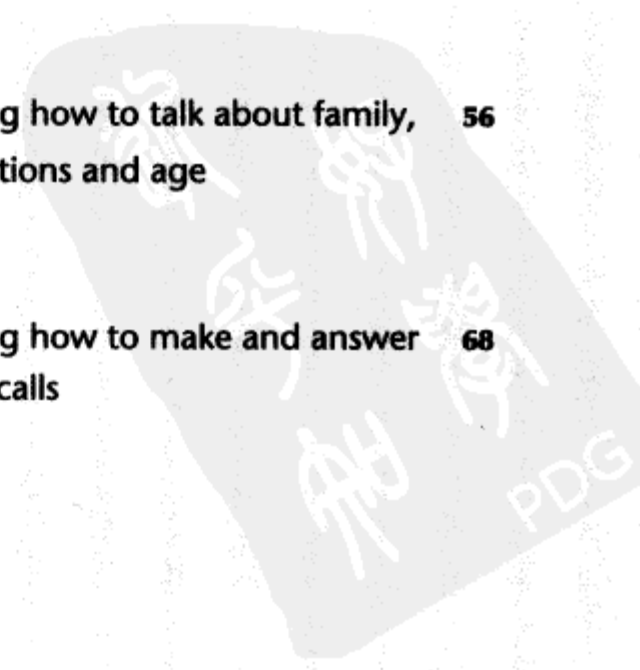 g how to talk about family, 56
tions and age
g how to make and answer 68
calls
PDG